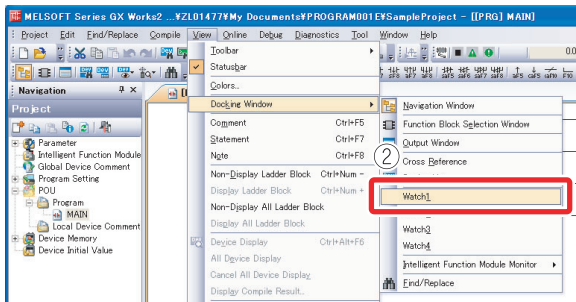 MELSOFT Series GX Works2 ...¥ZL01477¥My Documents¥PROGRAM001E¥SampleProject - [[PRG] MAIN]
Project Edit Find/Replace Compile View Online Debug Diagnostics Tool Window Help
Navigation
Project
Parameter
Intelligent Function Module
Global Device Comment
Program Setting
POU
Program
MAIN
Local Device Comment
Device Memory
Device Initial Value
Toolbar
Statusbar
Colors...
Docking Window
Comment Ctrl+F5
Statement Ctrl+F7
Note Ctrl+F8
Non-Display Ladder Block Ctrl+Num -
Display Ladder Block Ctrl+Num +
Non-Display All Ladder Block
Display All Ladder Block
Device Display Ctrl+Alt+F6
All Device Display
Cancel All Device Display
Display Compile Result...
Navigation Window
Function Block Selection Window
Output Window
② Cross Reference
Watch1
Watch3
Watch4
Intelligent Function Module Monitor
Find/Replace